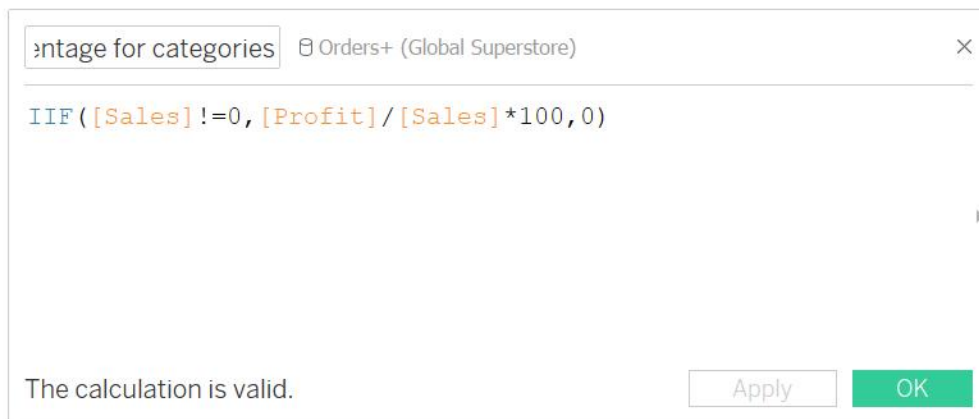 entage for categories Orders+ (Global Superstore)
IIF([Sales]!=0,[Profit]/[Sales]*100,0)
The calculation is valid. Apply OK